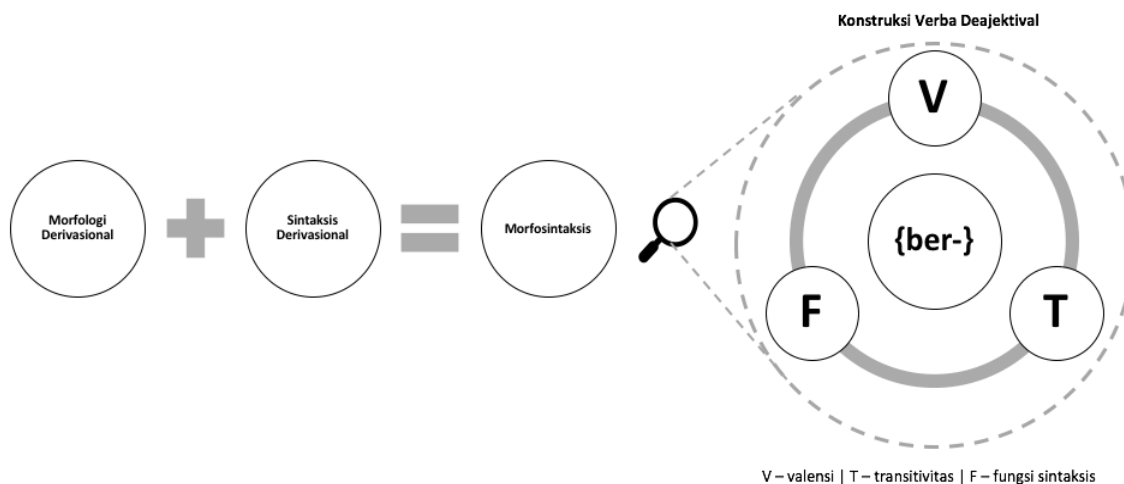 Konstruksi Verba Deajektival
V
Morfologi
Derivasional
Sintaksis
Derivasional
Morfosintaksis
{ber-}
F
T
V – valensi | T – transitivitas | F – fungsi sintaksis